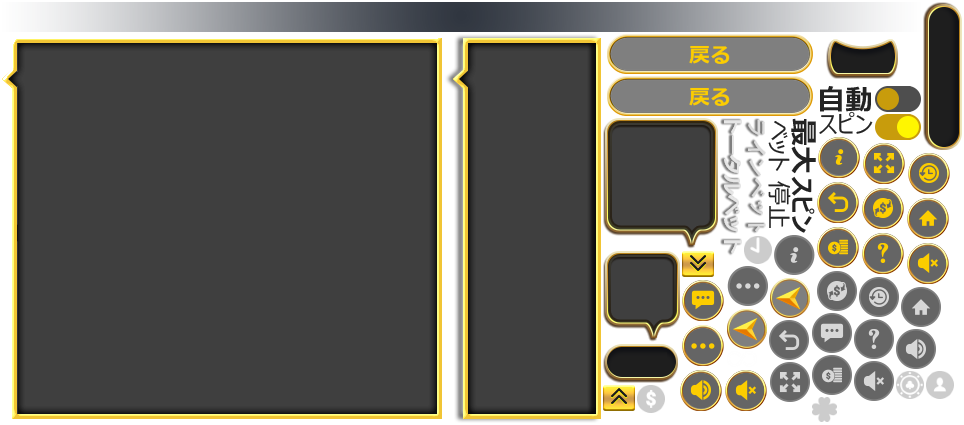 戻る
戻る
自動
スピン
最大 スピン
ベット 停止
ラインベット
トータルベット